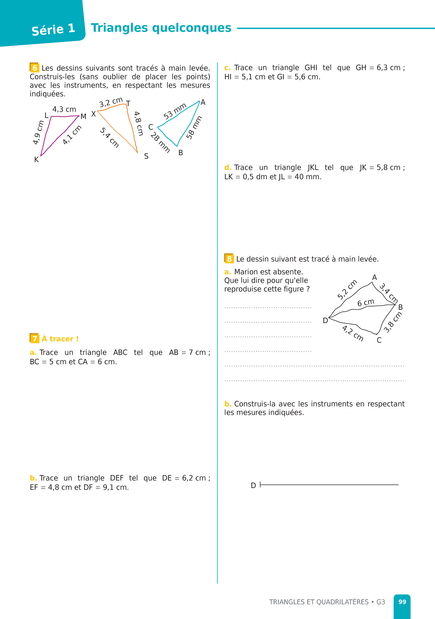 Série 1
Triangles quelconques
6 Les dessins suivants sont tracés à main levée.
Construis-les (sans oublier de placer les points)
avec les instruments, en respectant les mesures
indiquées.
L 4,3 cm M
4,9 cm
4,1 cm
K
X 3,2 cm T
4,8 cm
5,4 cm
S
A
53 mm
C
58 mm
28 mm
B
7 À tracer !
a. Trace un triangle ABC tel que AB = 7 cm ;
BC = 5 cm et CA = 6 cm.
b. Trace un triangle DEF tel que DE = 6,2 cm ;
EF = 4,8 cm et DF = 9,1 cm.
c. Trace un triangle GHI tel que GH = 6,3 cm ;
HI = 5,1 cm et GI = 5,6 cm.
d. Trace un triangle JKL tel que JK = 5,8 cm ;
LK = 0,5 dm et JL = 40 mm.
8 Le dessin suivant est tracé à main levée.
a. Marion est absente.
Que lui dire pour qu'elle
reproduise cette figure ?
A
5,2 cm
3,4 cm
6 cm
B
D
4,2 cm
3,8 cm
C
b. Construis-la avec les instruments en respectant
les mesures indiquées.
D
TRIANGLES ET QUADRILATÈRES • G3
99